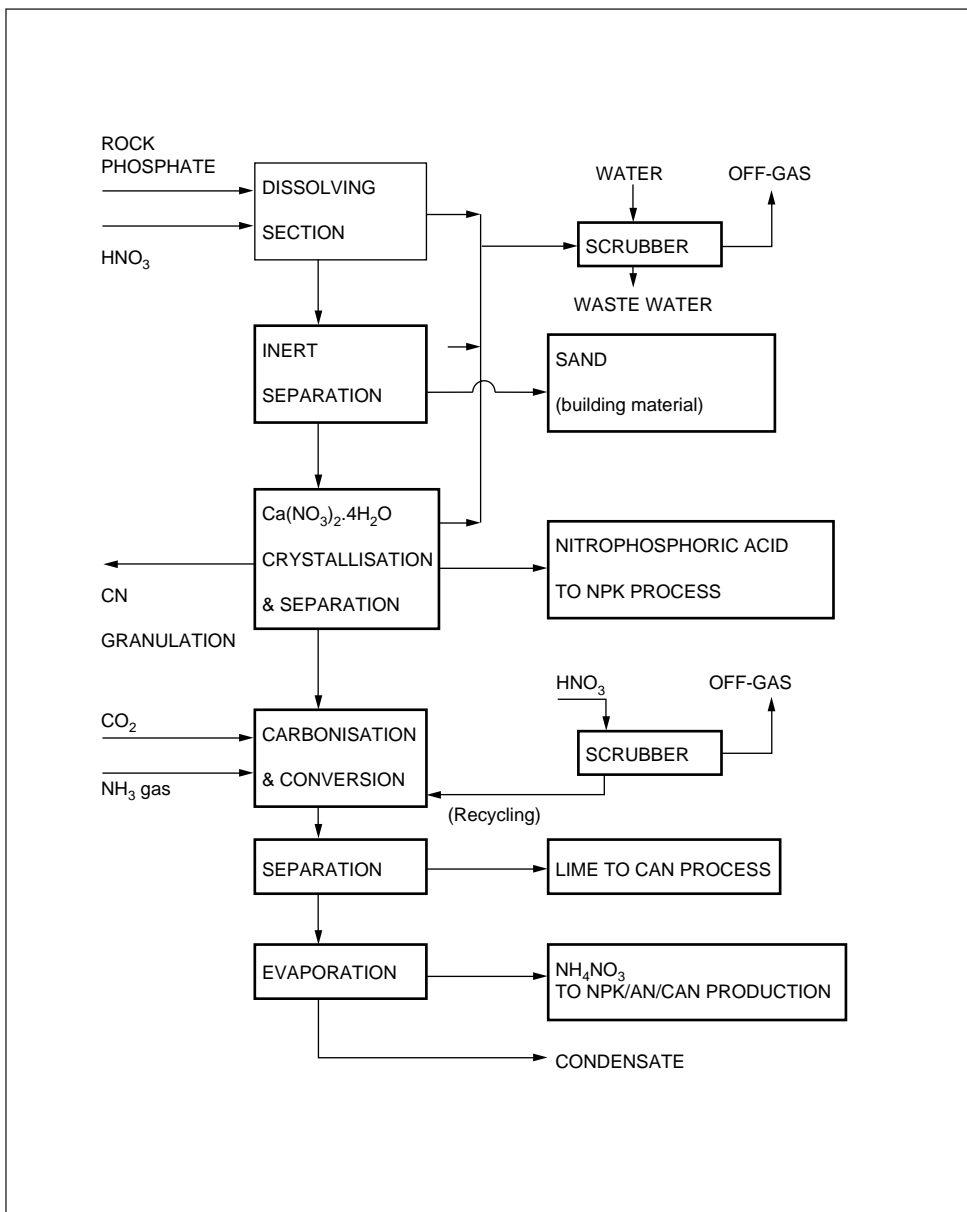 ROCK
PHOSPHATE
HNO₃
DISSOLVING
SECTION
WATER
OFF-GAS
SCRUBBER
WASTE WATER
INERT
SEPARATION
SAND
(building material)
Ca(NO₃)₂.4H₂O
CRYSTALLISATION
& SEPARATION
NITROPHOSPHORIC ACID
TO NPK PROCESS
CN
GRANULATION
HNO₃
OFF-GAS
CO₂
NH₃ gas
CARBONISATION
& CONVERSION
SCRUBBER
(Recycling)
SEPARATION
LIME TO CAN PROCESS
EVAPORATION
NH₄NO₃
TO NPK/AN/CAN PRODUCTION
CONDENSATE